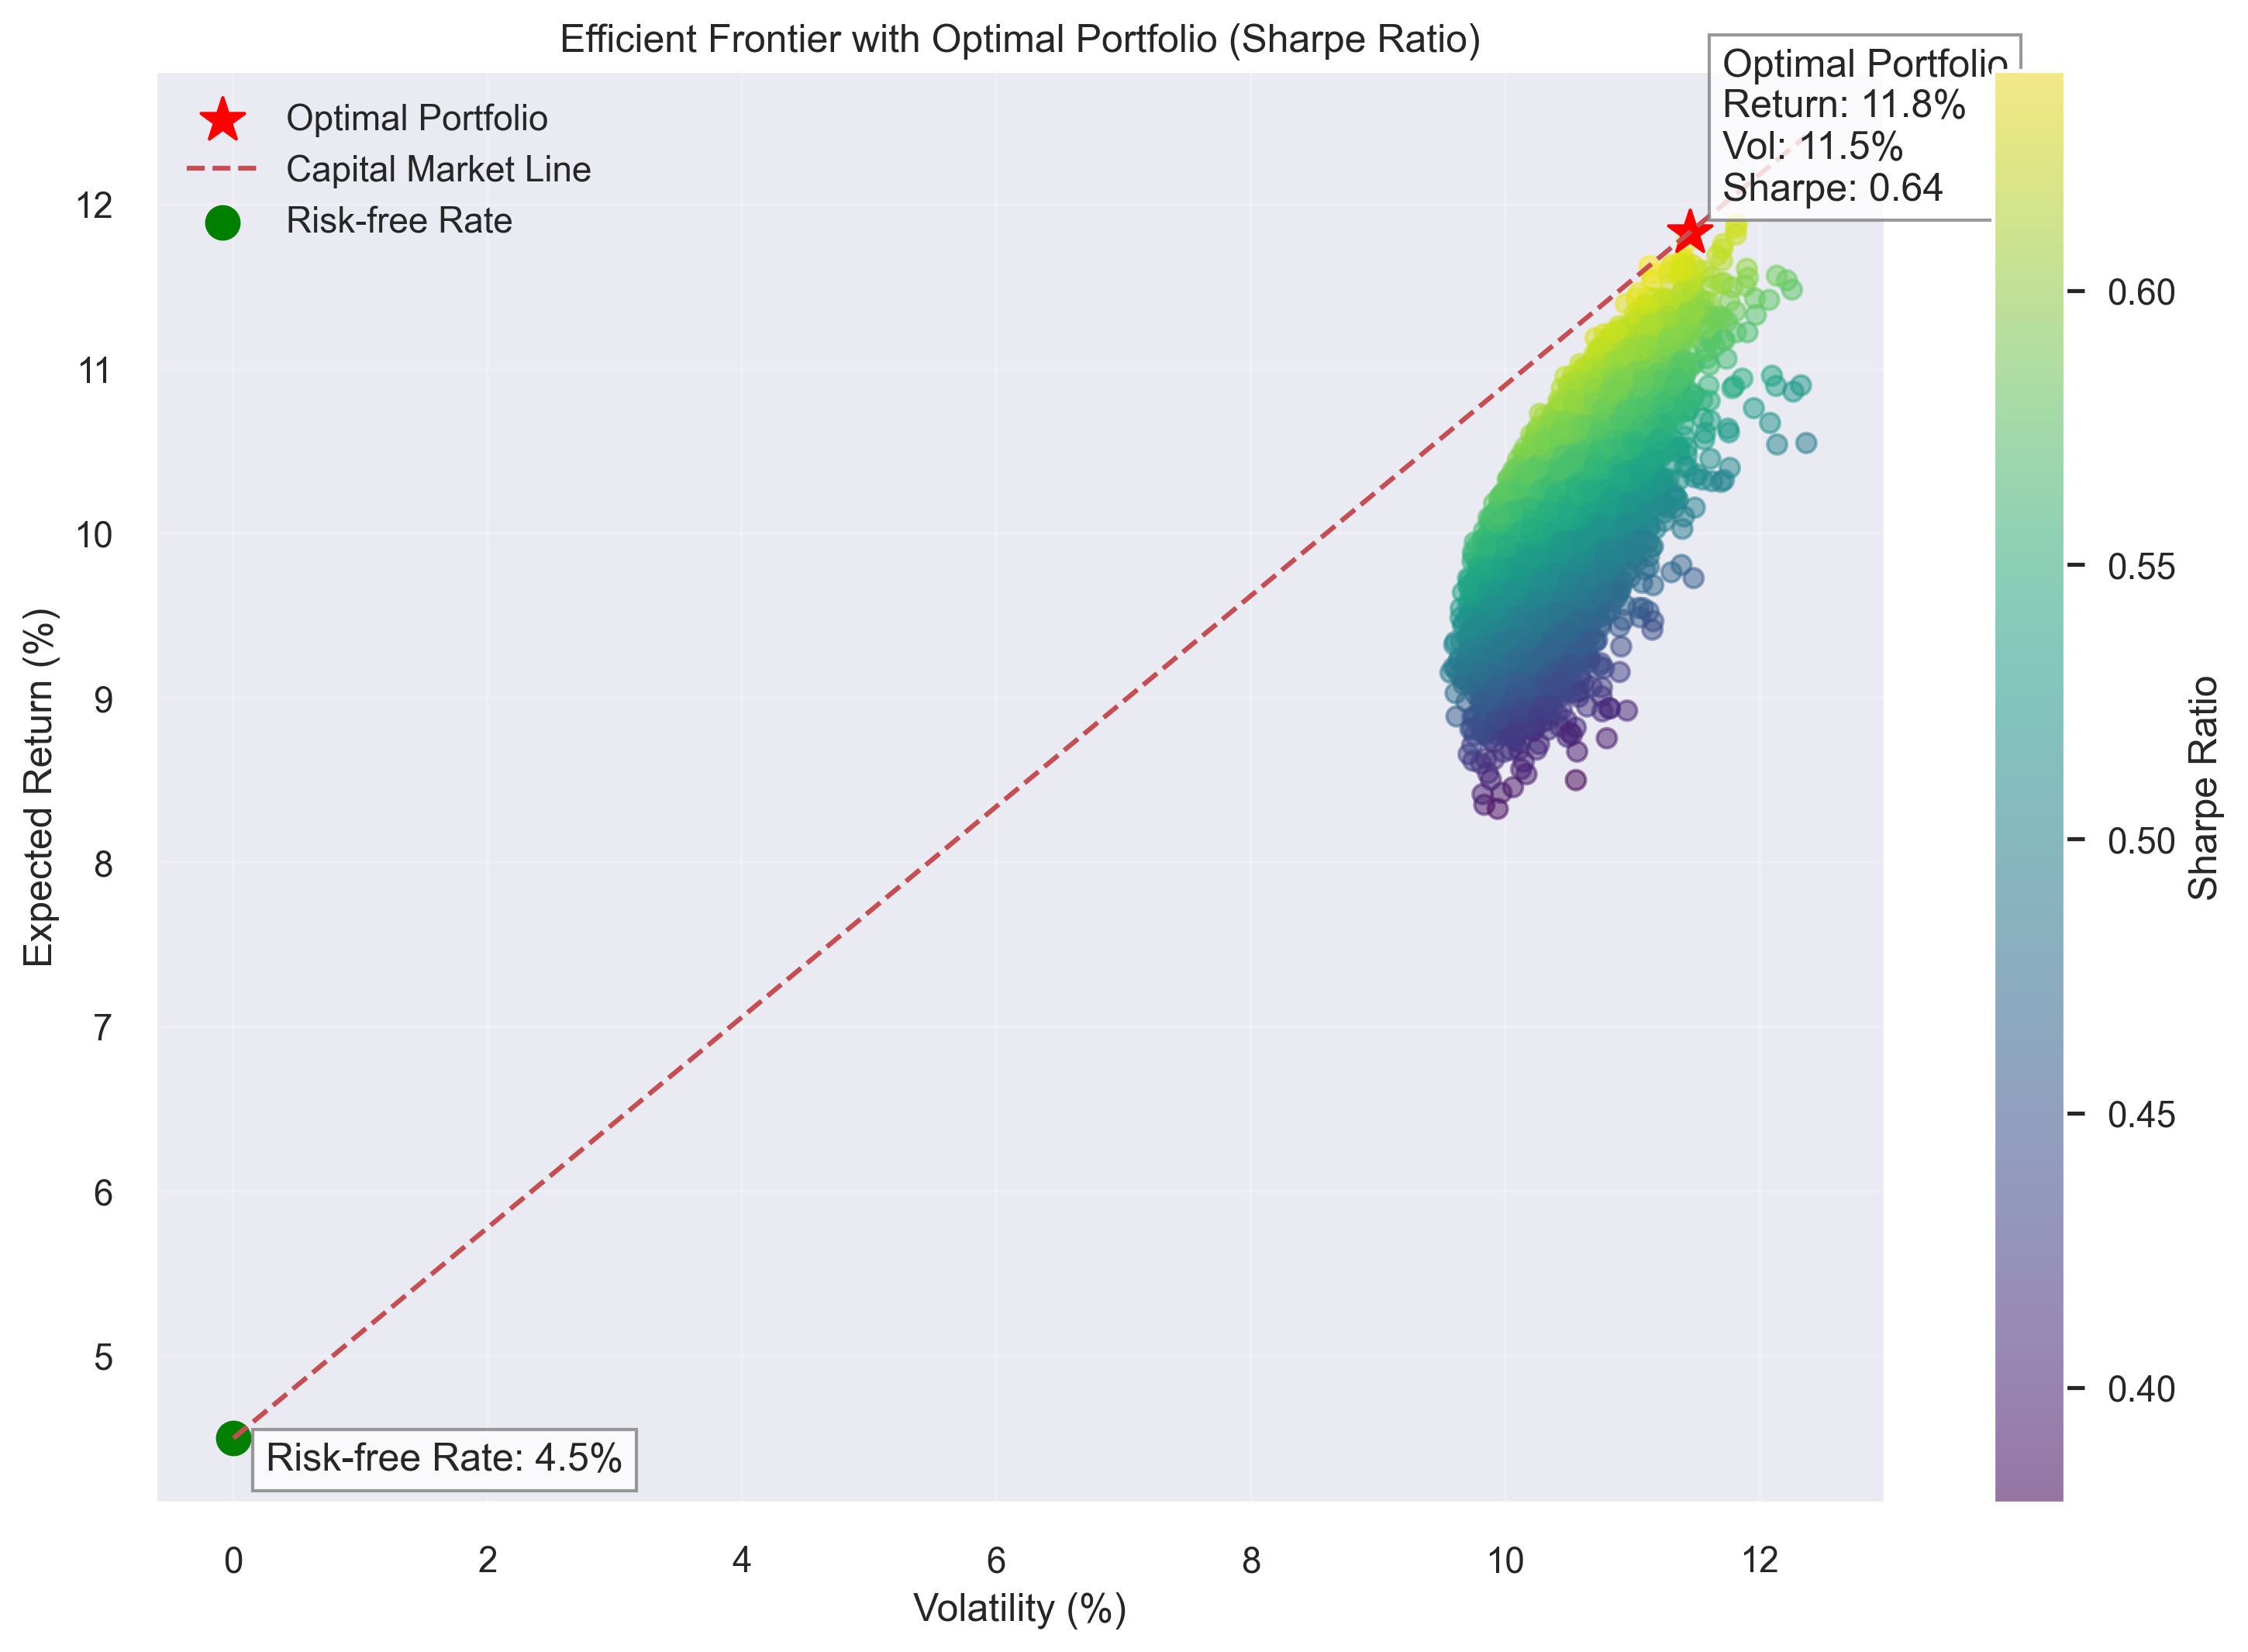 Efficient Frontier with Optimal Portfolio (Sharpe Ratio)
Optimal Portfolio
Return: 11.8%
Vol: 11.5%
Sharpe: 0.64
Optimal Portfolio
Capital Market Line
Risk-free Rate
12
11
10
9
8
7
6
5
Expected Return (%)
Risk-free Rate: 4.5%
0
2
4
6
8
10
12
Volatility (%)
0.60
0.55
0.50
0.45
0.40
Sharpe Ratio